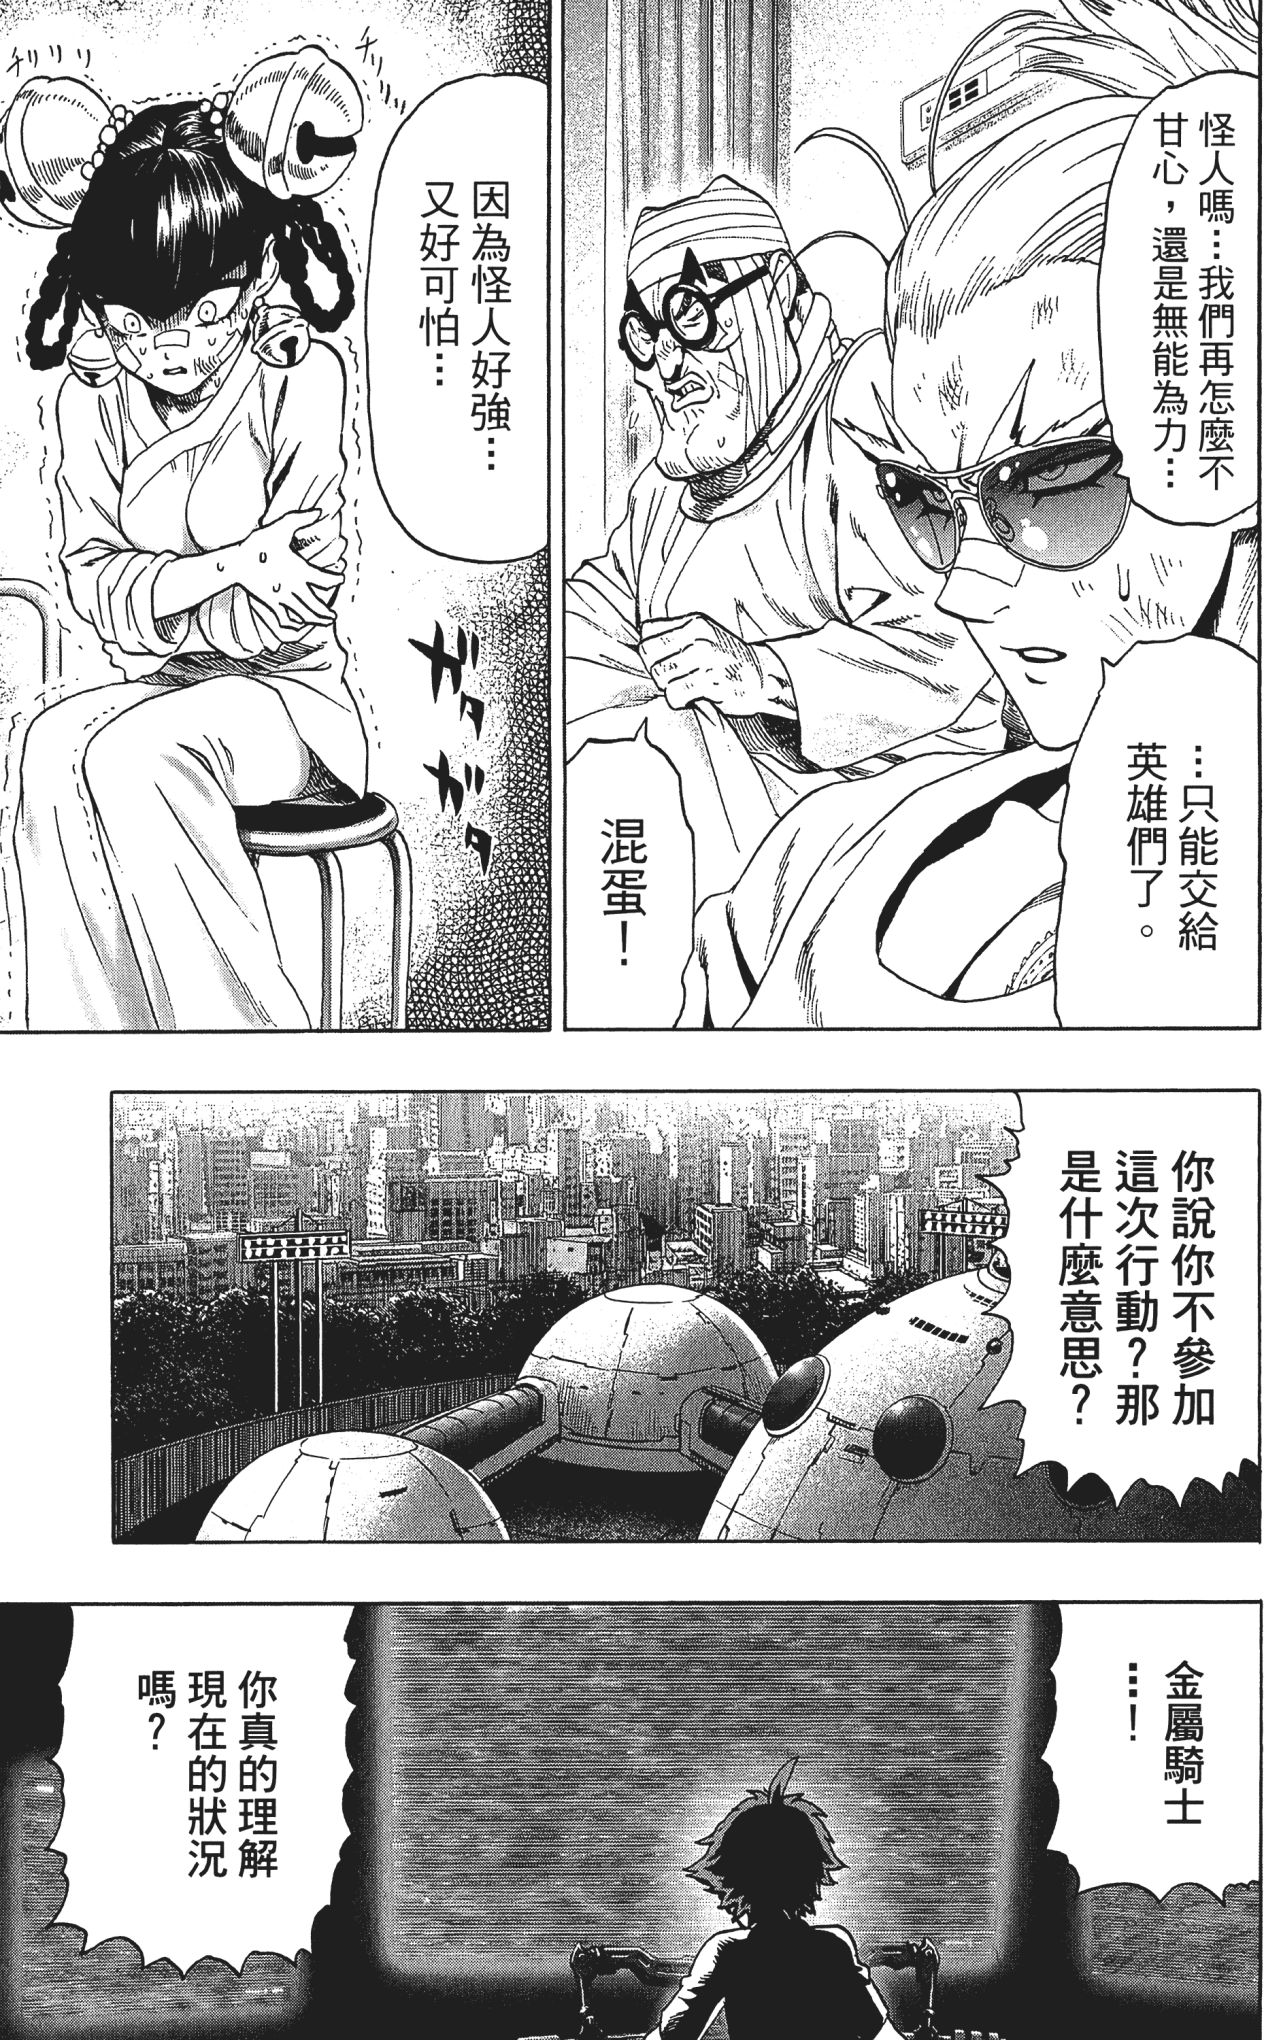 怪人嗎…我們再怎麼不
甘心，還是無能為力…
…只能交給
英雄們了。
混蛋！
因為怪人好強…
又好可怕…
チリリリ
チリ…
ガタ
ガタ
你說你不參加
這次行動？那
是什麼意思？
金屬騎士
…！
你真的理解
現在的狀況
嗎？